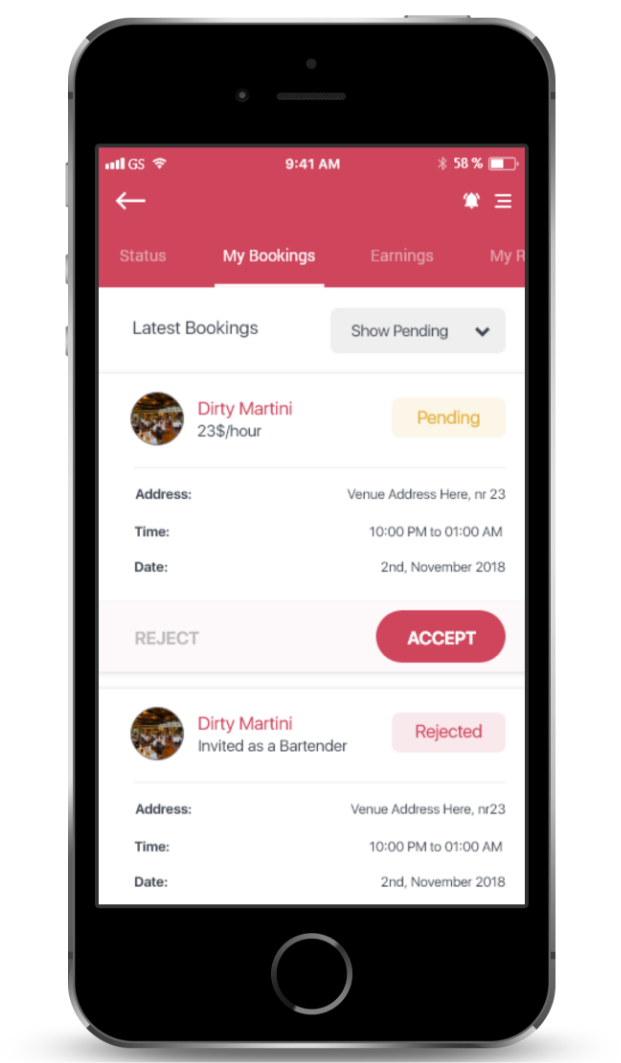 GS 9:41 AM 58 %
Status My Bookings Earnings My R
Latest Bookings Show Pending
Dirty Martini
23$/hour
Pending
Address: Venue Address Here, nr 23
Time: 10:00 PM to 01:00 AM
Date: 2nd, November 2018
REJECT ACCEPT
Dirty Martini
Invited as a Bartender
Rejected
Address: Venue Address Here, nr23
Time: 10:00 PM to 01:00 AM
Date: 2nd, November 2018